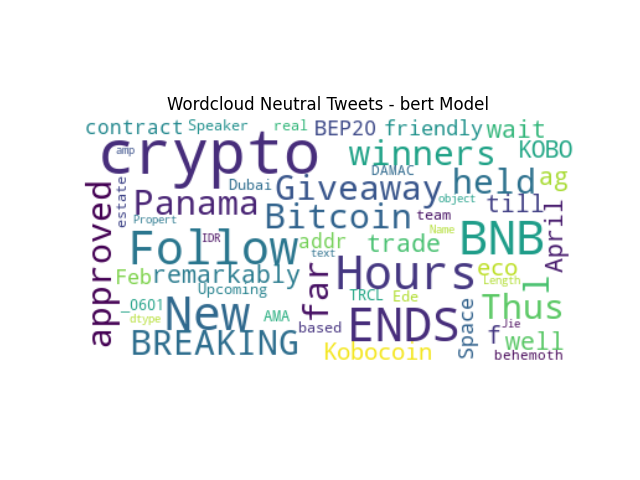 Wordcloud Neutral Tweets - bert Model
contract Speaker real BEP20 friendly wait
crypto amp winners KOBO
DAMAC
estate Dubai Giveaway held ag
Panama object till
Propert Bitcoin team April
approved Follow IDR addr trade Name BNB
text
Feb remarkably far Hours eco
Upcoming Length l
_0601 New AMA TRCL Ede Thus
dtype based ENDS Space f Jie
BREAKING well
Kobocoin behemoth